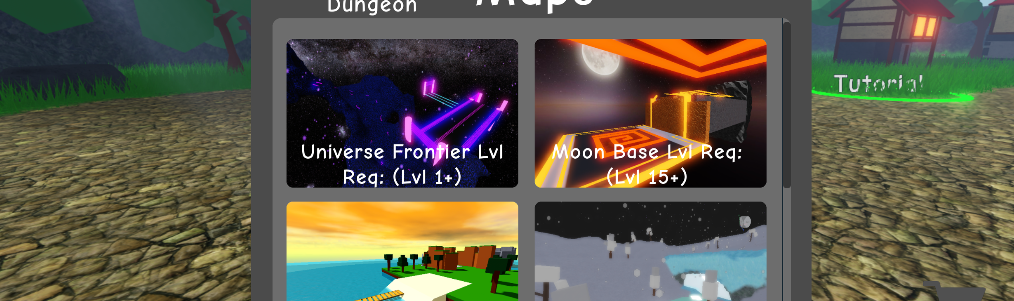 Dungeon
Maps
Universe Frontier Lvl
Req: (Lvl 1+)
Moon Base Lvl Req:
(Lvl 15+)
Tutorial